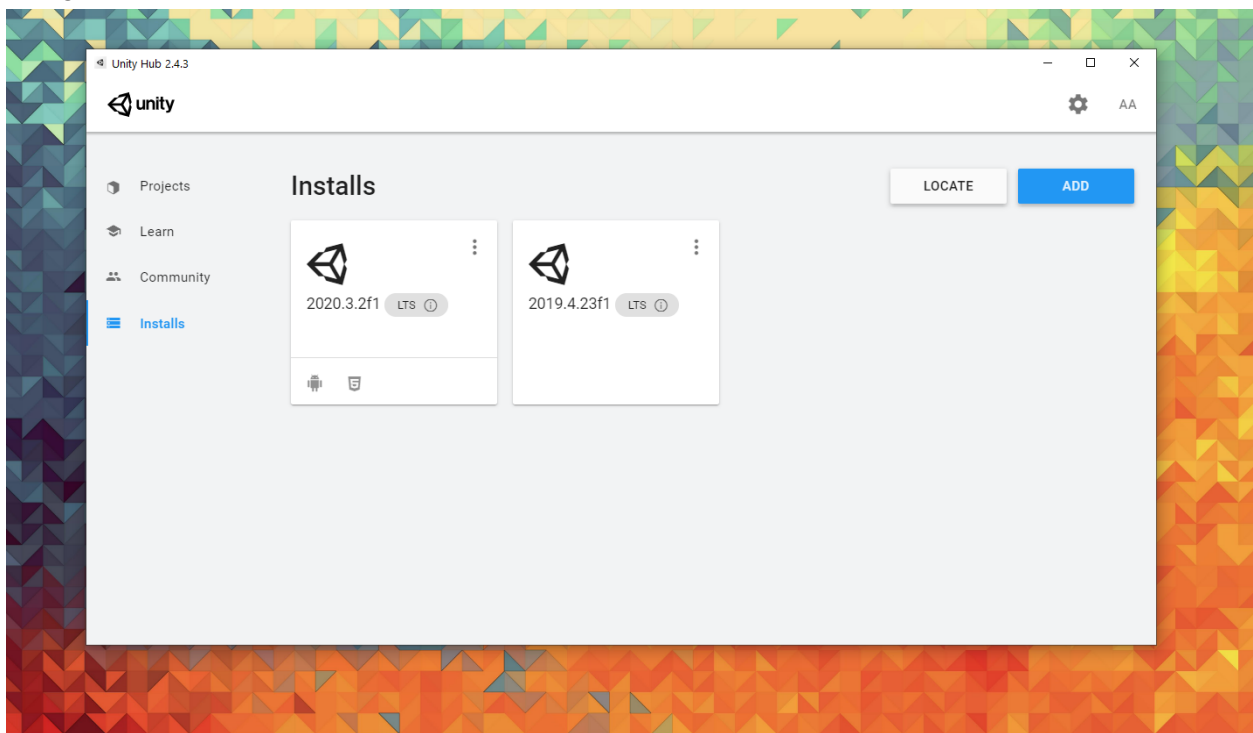 Unity Hub 2.4.3
unity
AA
Projects
Learn
Community
Installs
Installs
LOCATE
ADD
2020.3.2f1 LTS
2019.4.23f1 LTS